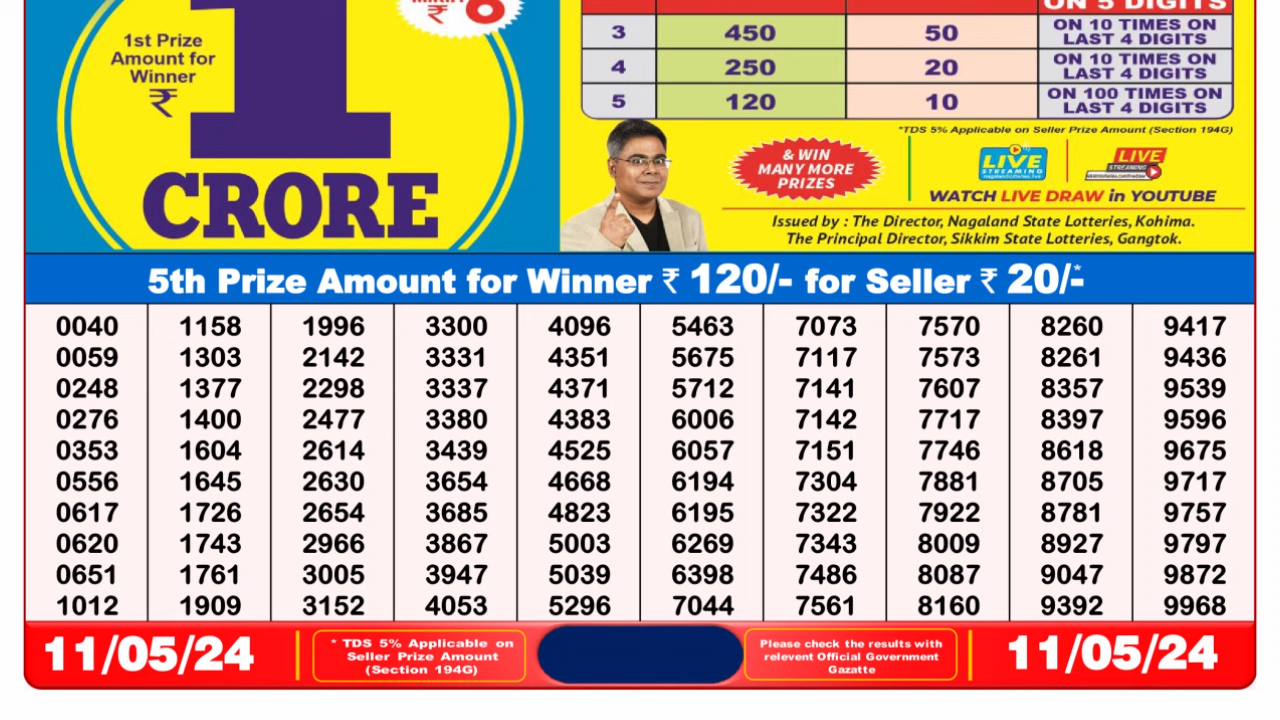 ₹ 6
1st Prize
Amount for
Winner
₹
1
CRORE
ON 5 DIGITS
3 450 50 ON 10 TIMES ON LAST 4 DIGITS
4 250 20 ON 10 TIMES ON LAST 4 DIGITS
5 120 10 ON 100 TIMES ON LAST 4 DIGITS
*TDS 5% Applicable on Seller Prize Amount (Section 194G)
& WIN
MANY MORE
PRIZES
LIVE
STREAMING
LIVE
STREAMING
WATCH LIVE DRAW in YOUTUBE
Issued by : The Director, Nagaland State Lotteries, Kohima.
The Principal Director, Sikkim State Lotteries, Gangtok.
5th Prize Amount for Winner ₹ 120/- for Seller ₹ 20/-*
0040 1158 1996 3300 4096 5463 7073 7570 8260 9417
0059 1303 2142 3331 4351 5675 7117 7573 8261 9436
0248 1377 2298 3337 4371 5712 7141 7607 8357 9539
0276 1400 2477 3380 4383 6006 7142 7717 8397 9596
0353 1604 2614 3439 4525 6057 7151 7746 8618 9675
0556 1645 2630 3654 4668 6194 7304 7881 8705 9717
0617 1726 2654 3685 4823 6195 7322 7922 8781 9757
0620 1743 2966 3867 5003 6269 7343 8009 8927 9797
0651 1761 3005 3947 5039 6398 7486 8087 9047 9872
1012 1909 3152 4053 5296 7044 7561 8160 9392 9968
11/05/24
* TDS 5% Applicable on
Seller Prize Amount
(Section 194G)
Please check the results with
relevent Official Government
Gazatte
11/05/24